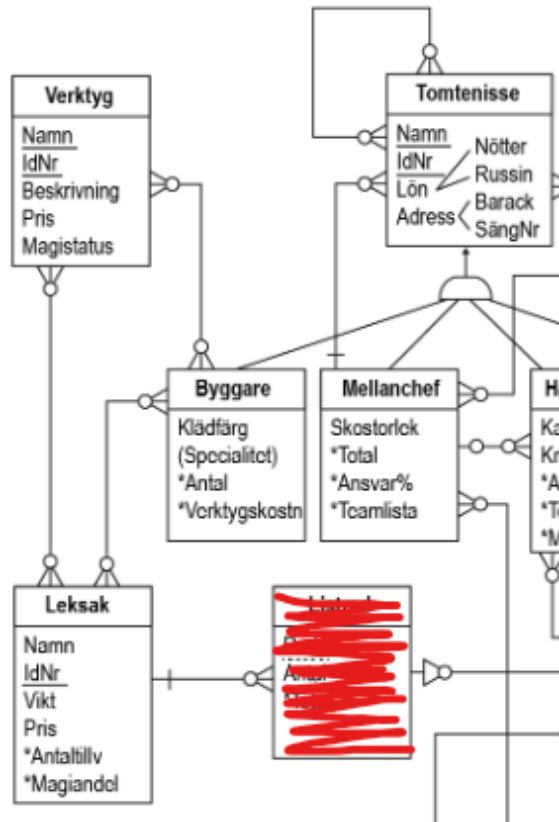 Verktyg
Namn
IdNr
Beskrivning
Pris
Magistatus
Tomtenisse
Namn
IdNr
Lön
Nötter
Russin
Adress
Barack
SängNr
Byggare
Klädfärg
(Specialitet)
*Antal
*Verktygskostn
Mellanchef
Skostorlek
*Total
*Ansvar%
*Teamlista
Leksak
Namn
IdNr
Vikt
Pris
*Antaltillv
*Magiandel